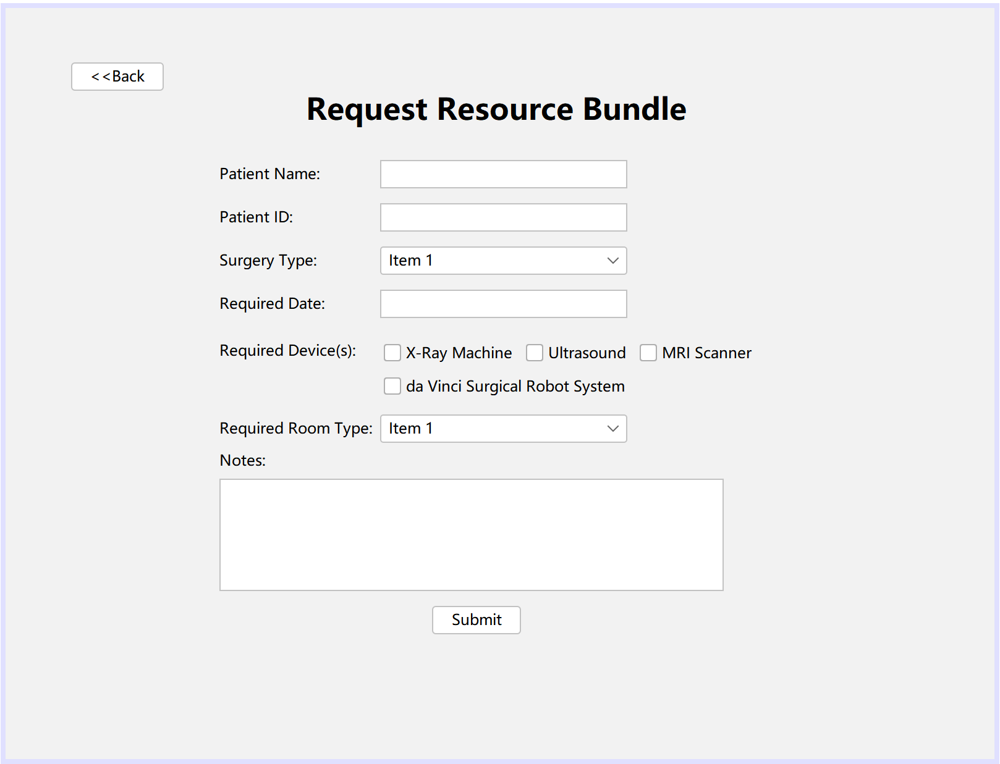 <<Back
Request Resource Bundle
Patient Name:
Patient ID:
Surgery Type: Item 1
Required Date:
Required Device(s): X-Ray Machine Ultrasound MRI Scanner
da Vinci Surgical Robot System
Required Room Type: Item 1
Notes:
Submit